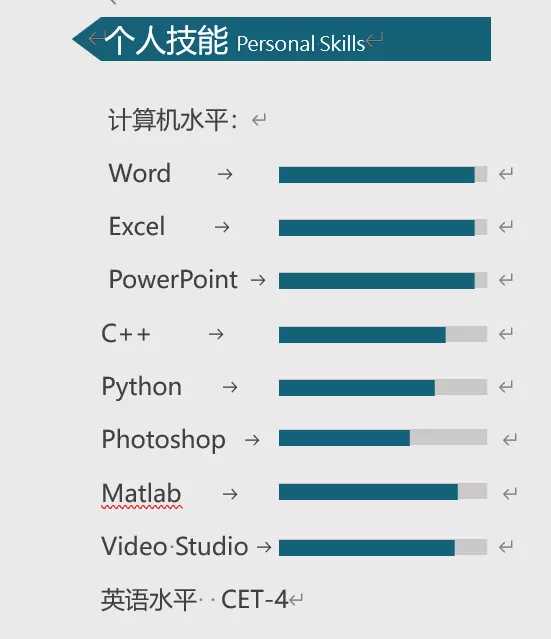 个人技能 Personal Skills
计算机水平：
Word
Excel
PowerPoint
C++
Python
Photoshop
Matlab
Video Studio
英语水平 CET-4